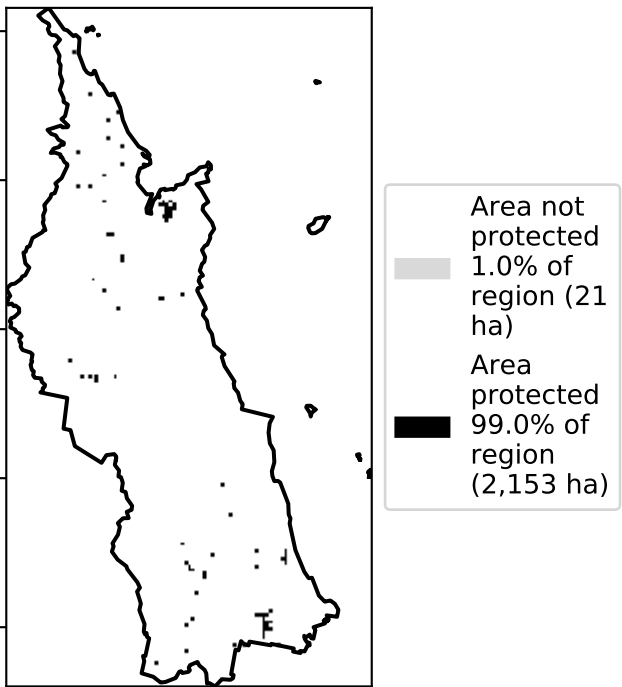 Area not
protected
1.0% of
region (21
ha)
Area
protected
99.0% of
region
(2,153 ha)